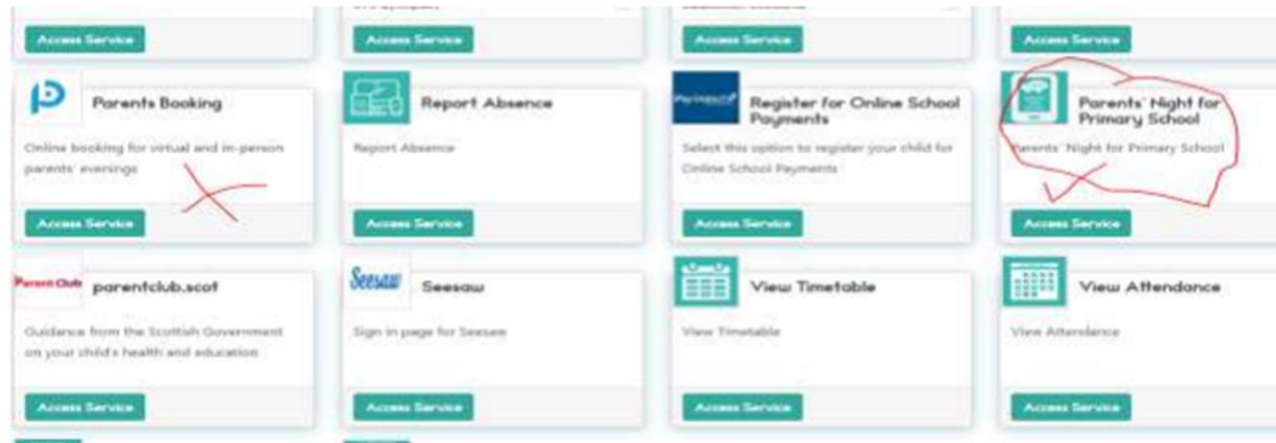 Access Service
Access Service
Access Service
Access Service
Parents Booking
Online booking for virtual and in-person
parents' evenings
Access Service
Report Absence
Report Absence
Access Service
Register for Online School
Payments
Select this option to register your child for
Online School Payments
Access Service
Parents' Night for
Primary School
Parents' Night for Primary School
Access Service
Parent Club
parentclub.scot
Guidance from the Scottish Government
on your child's health and education
Access Service
Seesaw
Seesaw
Sign in page for Seesaw
Access Service
View Timetable
View Timetable
Access Service
View Attendance
View Attendance
Access Service